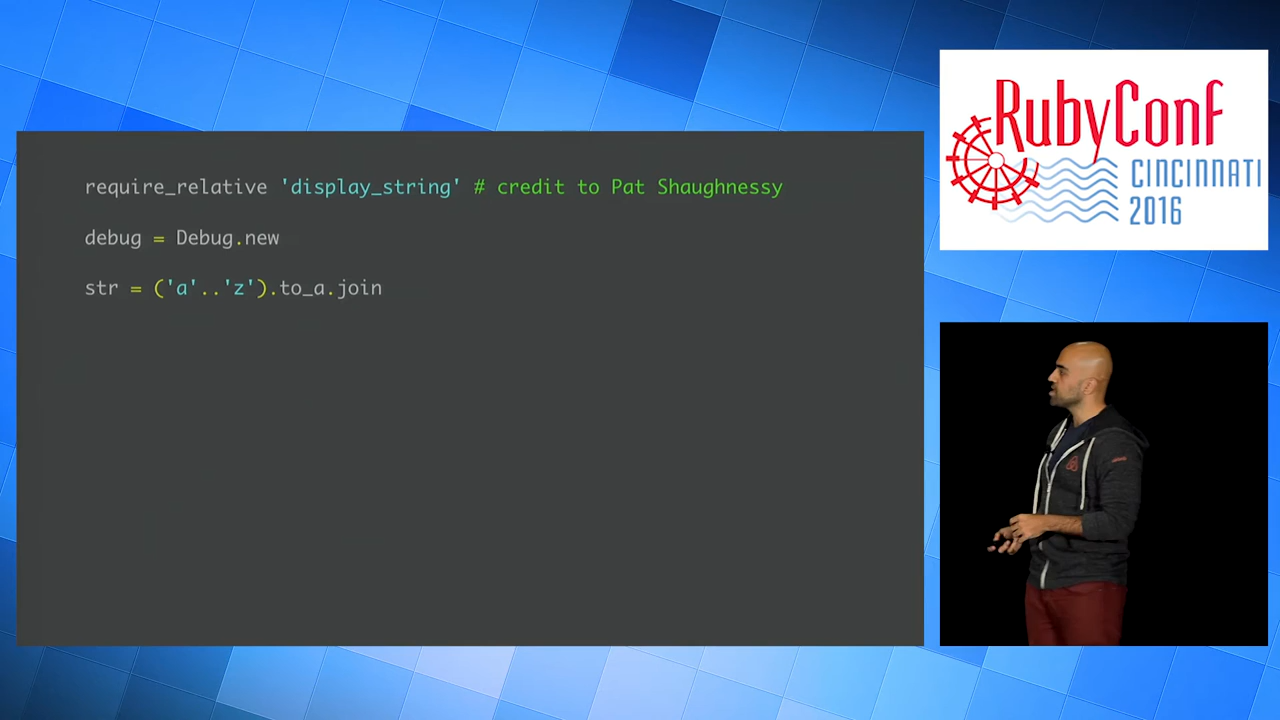 require_relative 'display_string' # credit to Pat Shaughnessy
debug = Debug.new
str = ('a'..'z').to_a.join
RubyConf
CINCINNATI
2016